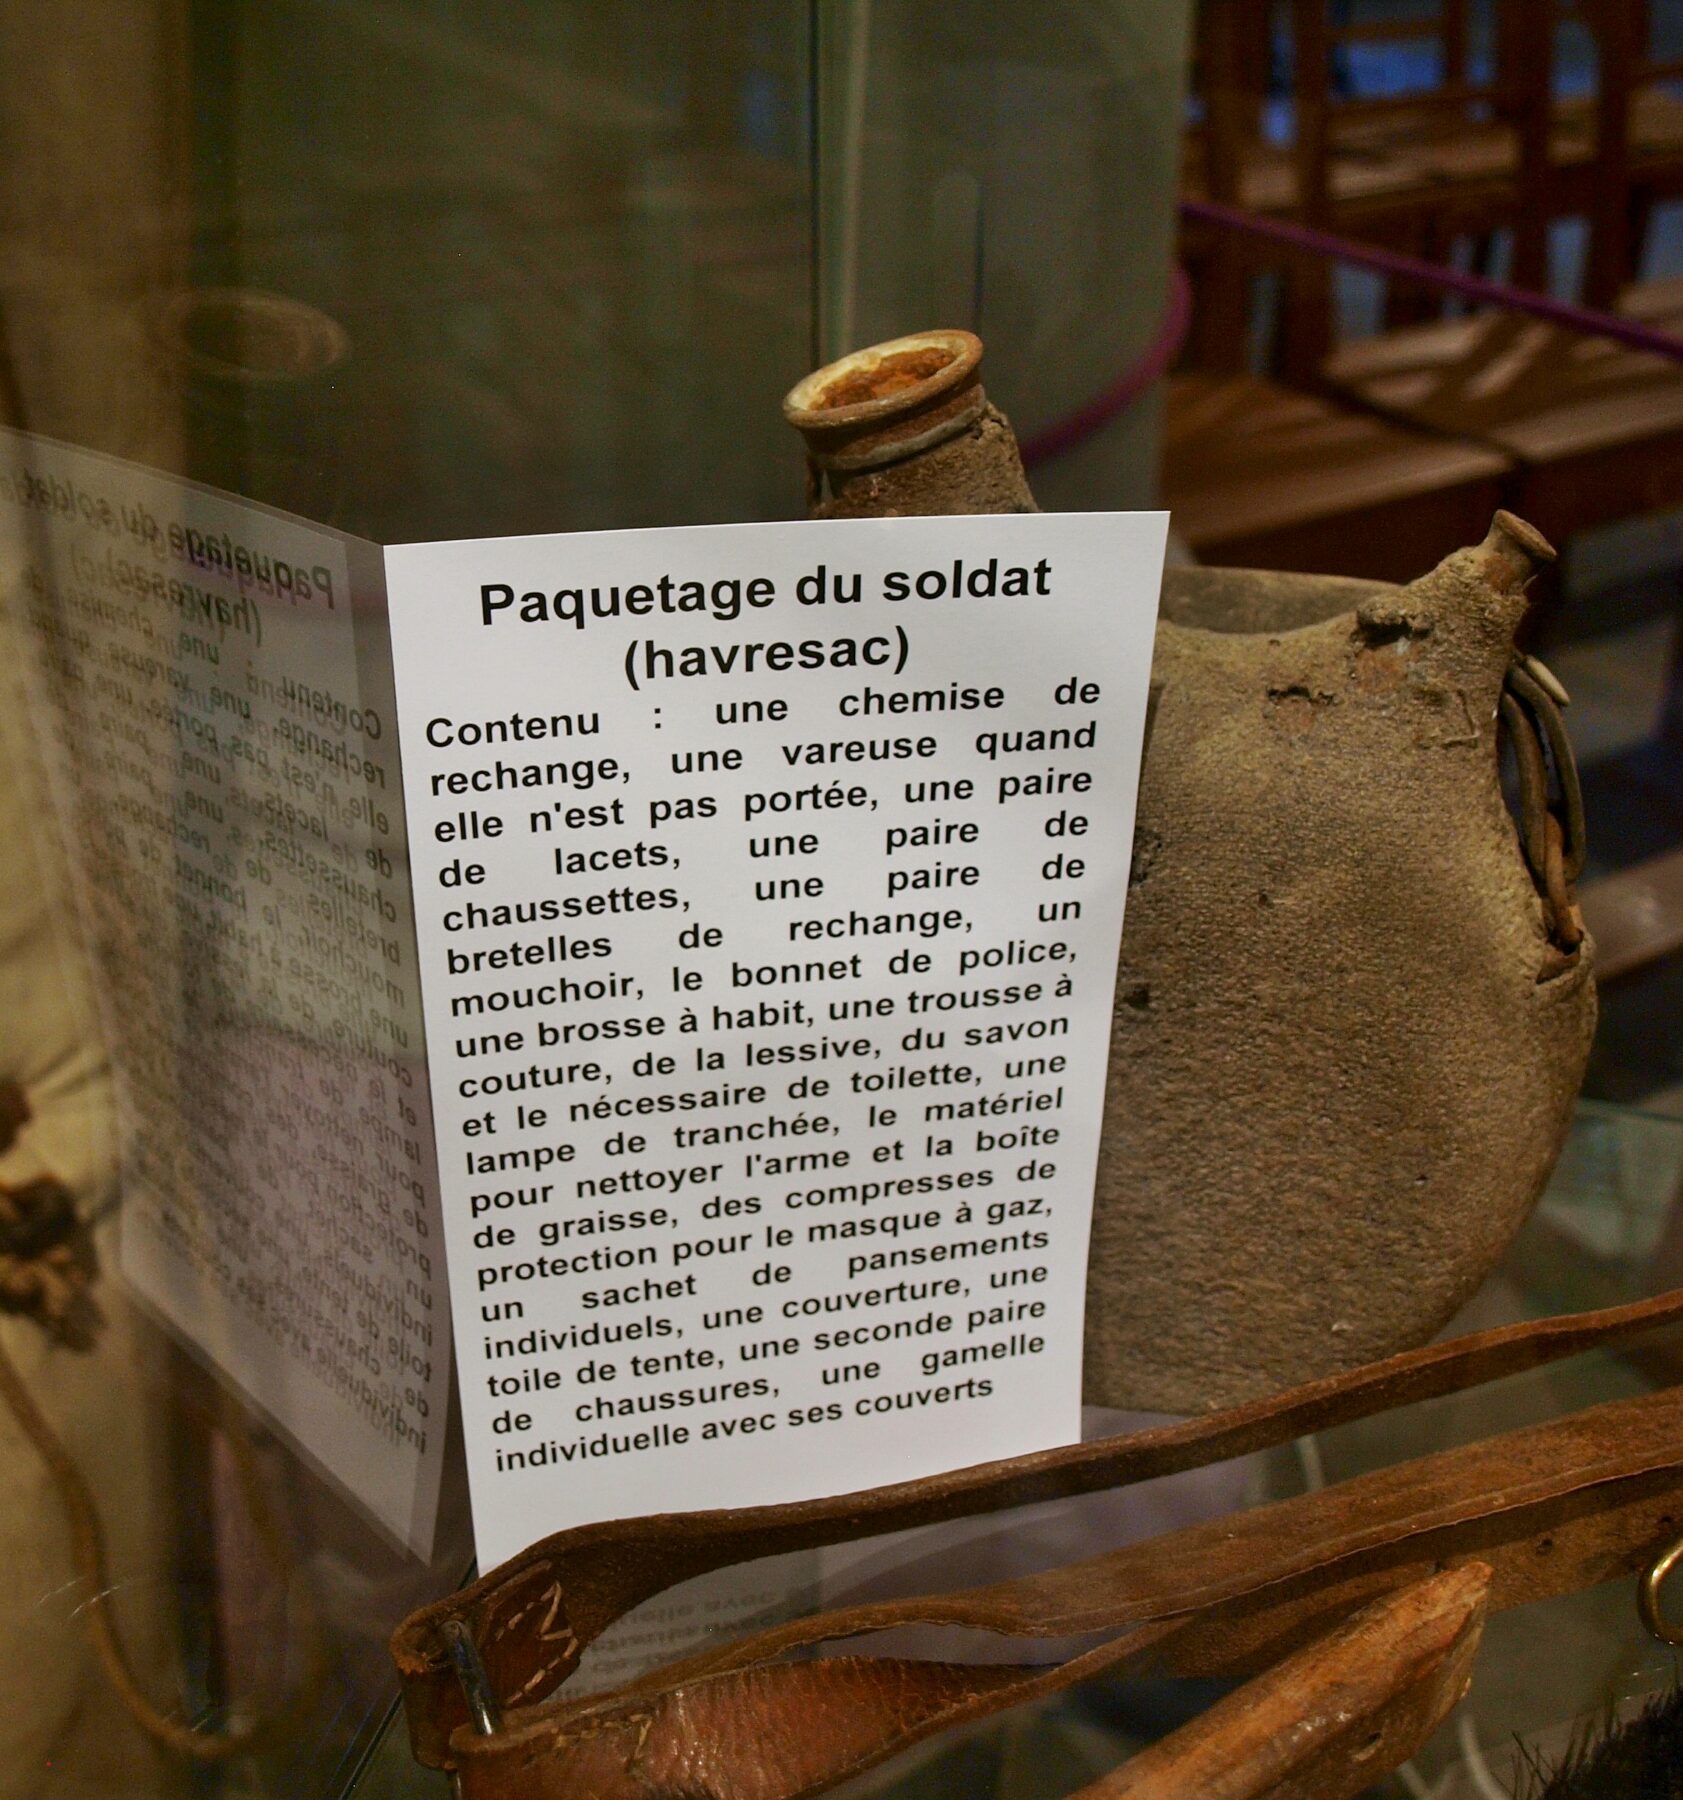 Paquetage du soldat
(havresac)
Contenu : une chemise de
rechange, une vareuse quand
elle n'est pas portée, une paire
de lacets, une paire de
chaussettes, une paire de
bretelles de rechange, un
mouchoir, le bonnet de police,
une brosse à habit, une trousse à
couture, de la lessive, du savon
et le nécessaire de toilette, une
lampe de tranchée, le matériel
pour nettoyer l'arme et la boîte
de graisse, des compresses de
protection pour le masque à gaz,
un sachet de pansements
individuels, une couverture, une
toile de tente, une seconde paire
de chaussures, une gamelle
individuelle avec ses couverts